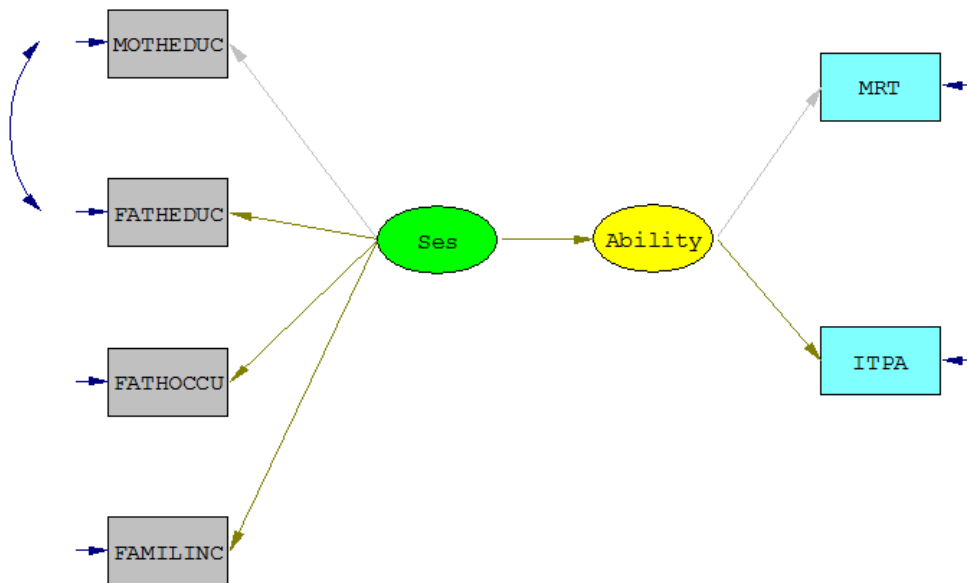 MOTHEDUC
MRT
FATHEDUC
Ses
Ability
ITPA
FATHOCCU
FAMILINC